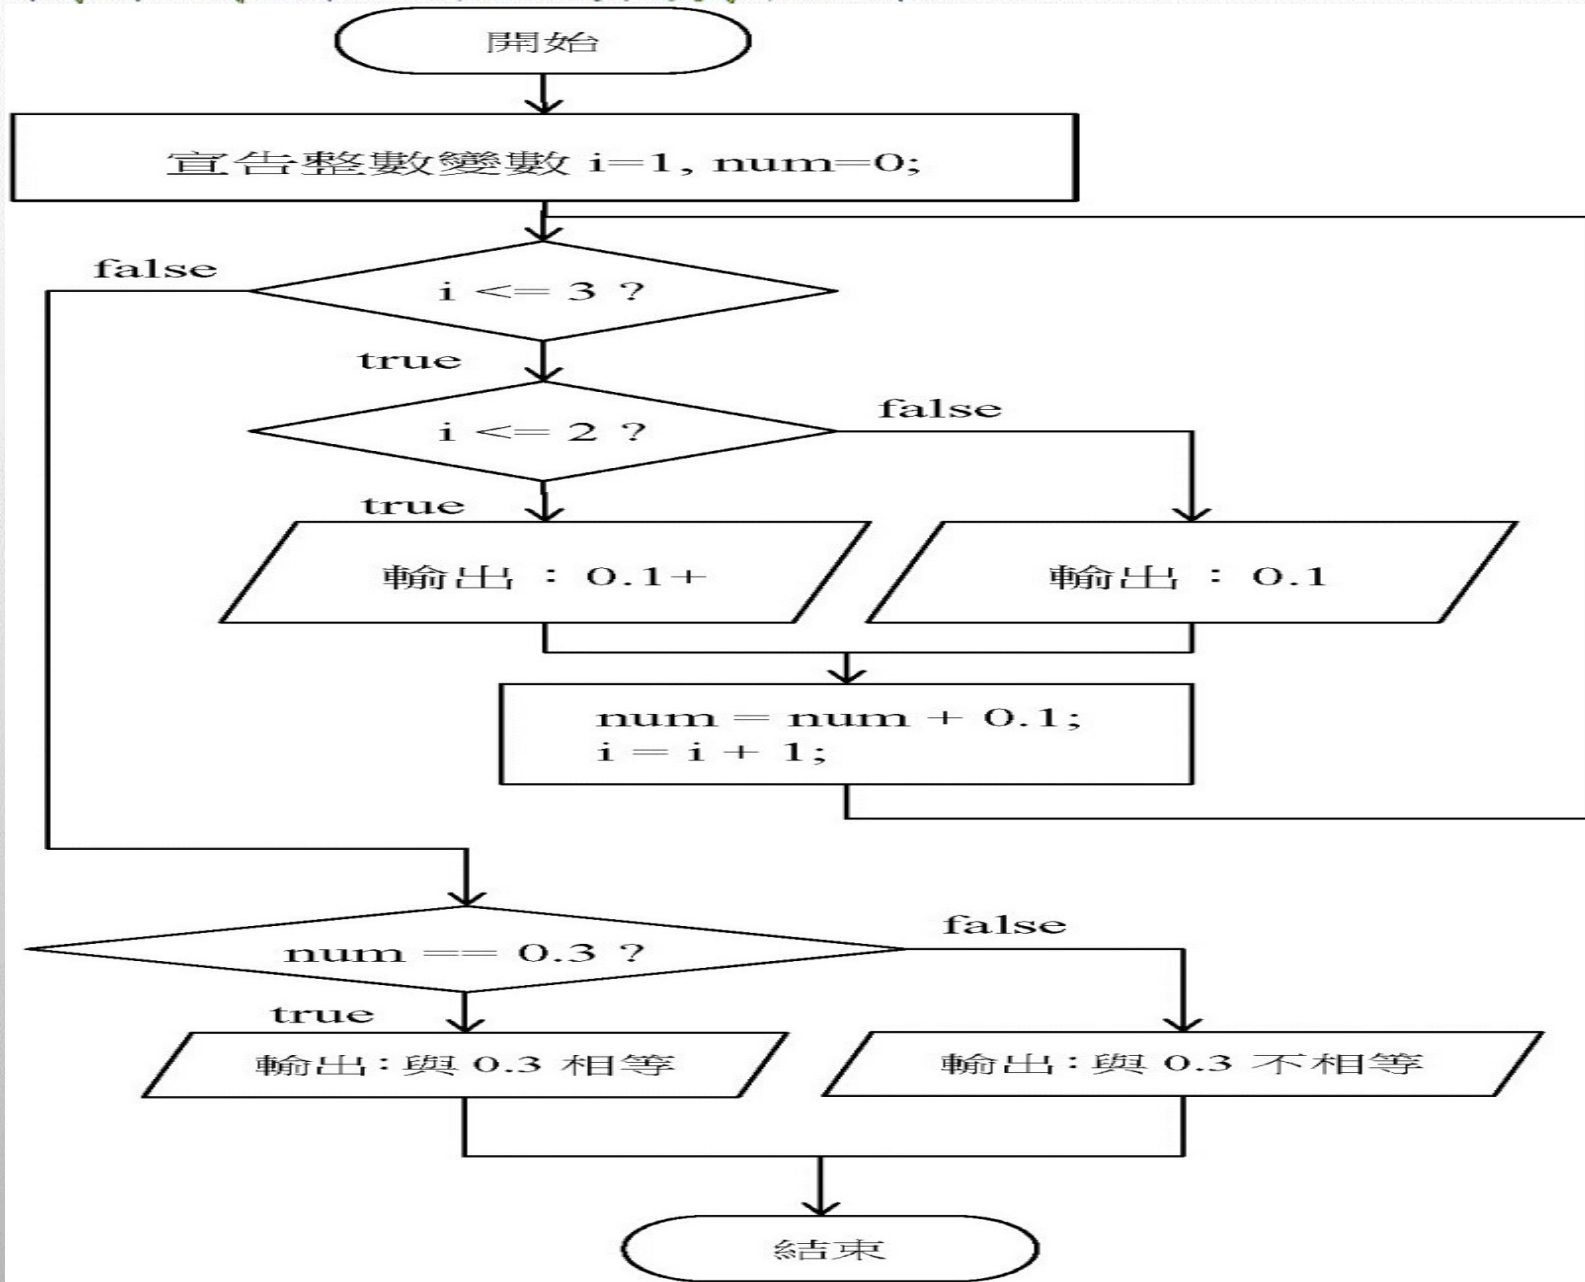 開始
宣告整數變數 i=1, num=0;
false
i <= 3 ?
true
false
i <= 2 ?
true
輸出：0.1+
輸出：0.1
num = num + 0.1;
i = i + 1;
false
num == 0.3 ?
true
輸出：與 0.3 相等
輸出：與 0.3 不相等
結束